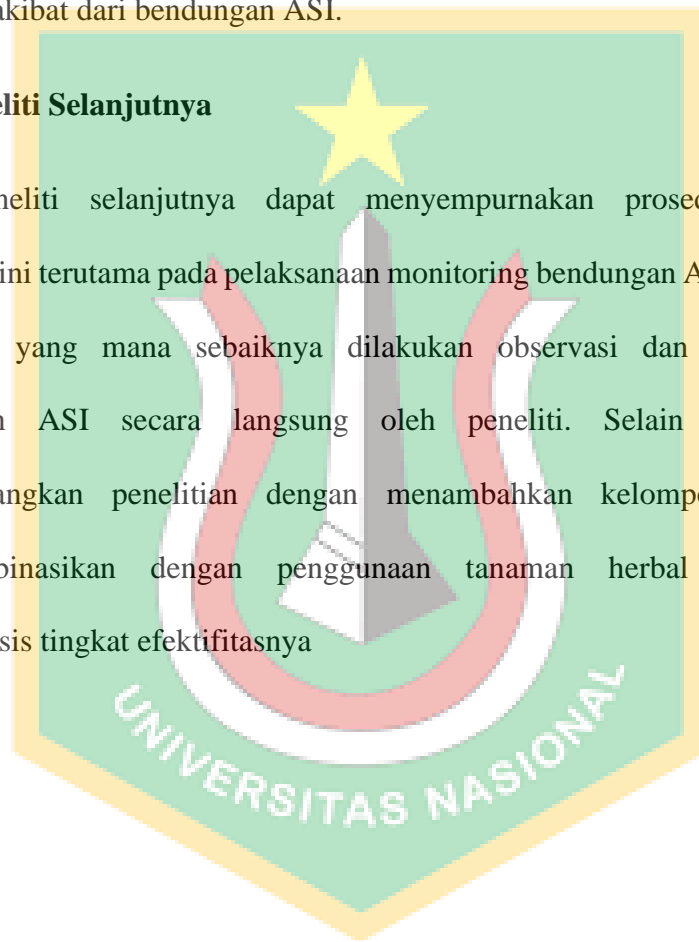 akibat dari bendungan ASI.
eliti Selanjutnya
neliti selanjutnya dapat menyempurnakan prosed
ini terutama pada pelaksanaan monitoring bendungan A
yang mana sebaiknya dilakukan observasi dan
ASI secara langsung oleh peneliti. Selain
angkan penelitian dengan menambahkan kelompo
binasikan dengan penggunaan tanaman herbal
sis tingkat efektifitasnya
UNIVERSITAS NASIONAL